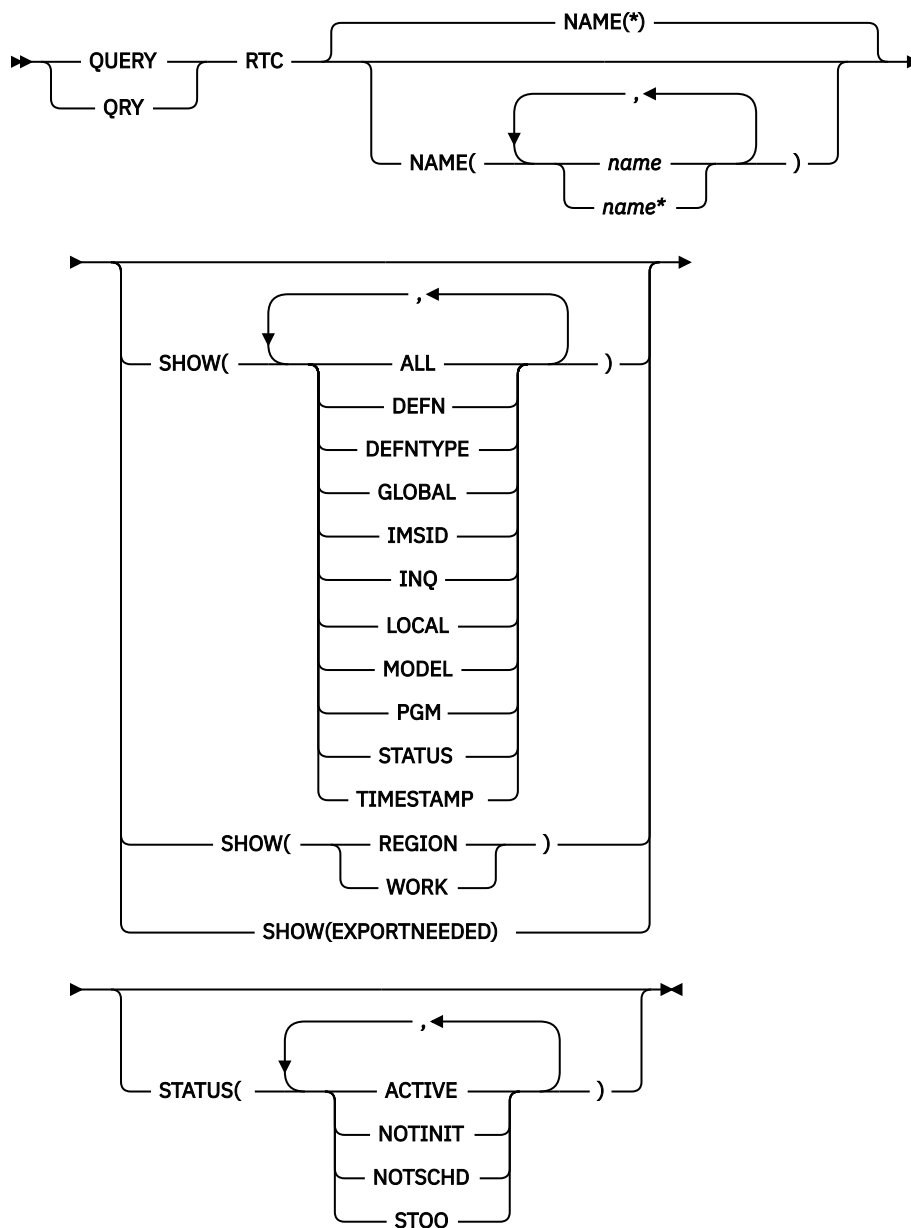 NAME(*)
QUERY RTC
QRY
,
NAME( name )
name*
,
SHOW( ALL )
DEFN
DEFNTYPE
GLOBAL
IMSID
INQ
LOCAL
MODEL
PGM
STATUS
TIMESTAMP
SHOW( REGION )
WORK
SHOW(EXPORTNEEDED)
,
STATUS( ACTIVE )
NOTINIT
NOTSCHD
STOQ